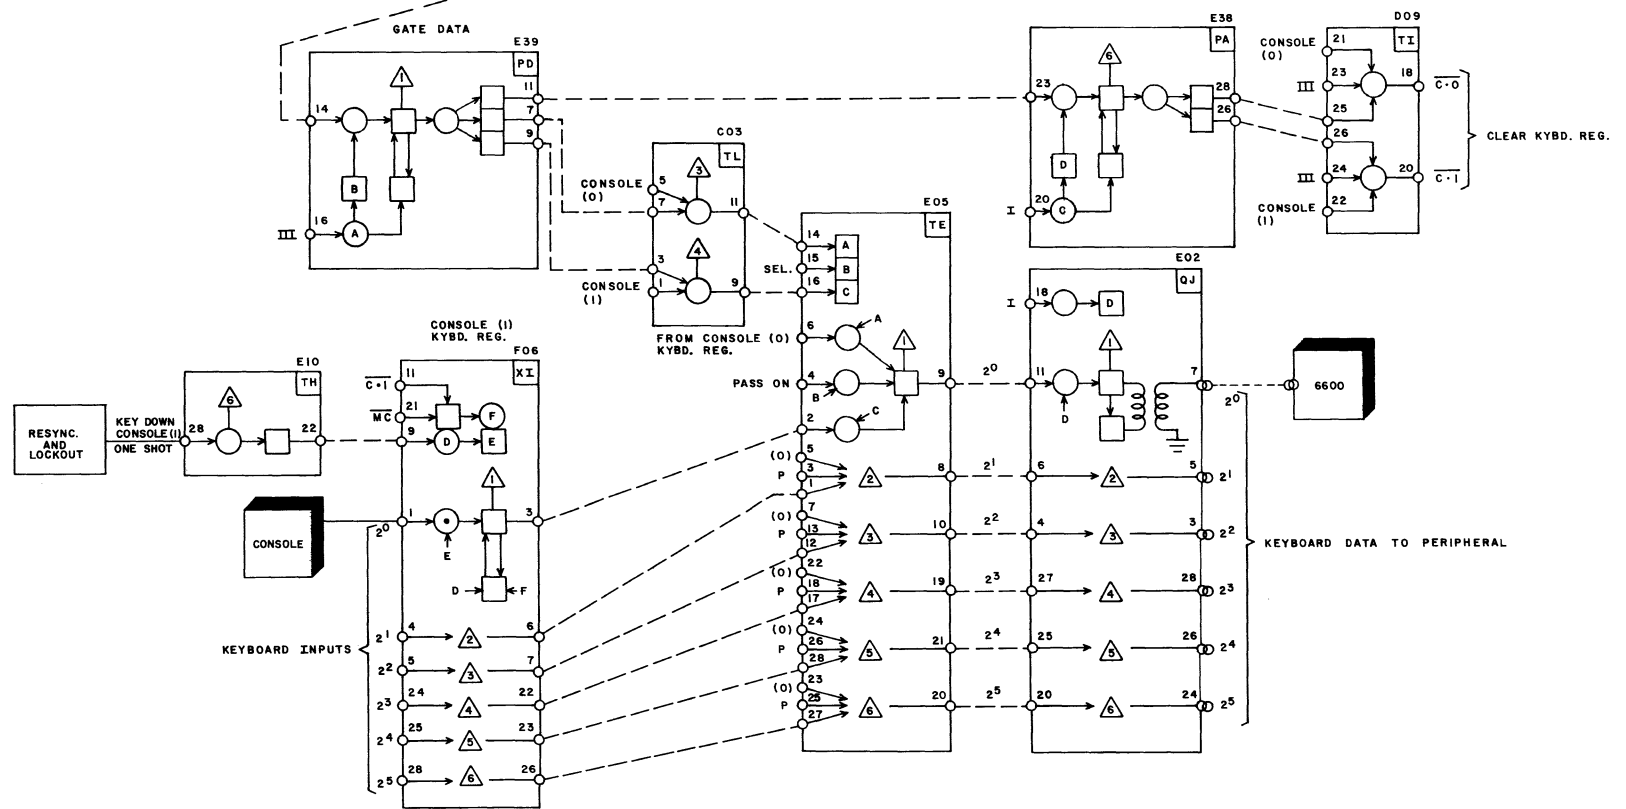 GATE DATA
E39
PD
14
1
11
7
9
B
16
III
A
E38
PA
23
6
28
26
D
20
I
C
D09
TI
CONSOLE
(0)
21
23
III
18
C·0
25
26
24
III
20
C·1
CONSOLE
(1)
22
CLEAR KYBD. REG.
C03
TL
CONSOLE
(0)
5
7
3
11
3
4
CONSOLE
(1)
1
9
FROM CONSOLE (0)
KYBD. REG.
E05
TE
14
A
SEL.
15
B
16
C
6
A
1
PASS ON
4
B
9
2⁰
2
C
(0)
5
P
3
1
2
8
2¹
(0)
7
P
13
12
3
10
2²
(0)
22
P
18
17
4
19
2³
(0)
24
P
26
28
5
21
2⁴
(0)
23
P
25
27
6
20
2⁵
E02
QJ
I
18
D
11
D
1
7
2⁰
6
2
5
2¹
4
3
3
2²
27
4
28
2³
25
5
26
2⁴
20
6
24
2⁵
6600
KEYBOARD DATA TO PERIPHERAL
RESYNC.
AND
LOCKOUT
KEY DOWN
CONSOLE(1)
ONE SHOT
E10
TH
28
6
22
CONSOLE (1)
KYBD. REG.
F06
XI
C·1
11
MC
21
F
9
D
E
CONSOLE
2⁰
1
1
3
E
D
F
KEYBOARD INPUTS
2¹
4
2
6
2²
5
3
7
2³
24
4
22
2⁴
25
5
23
2⁵
28
6
26